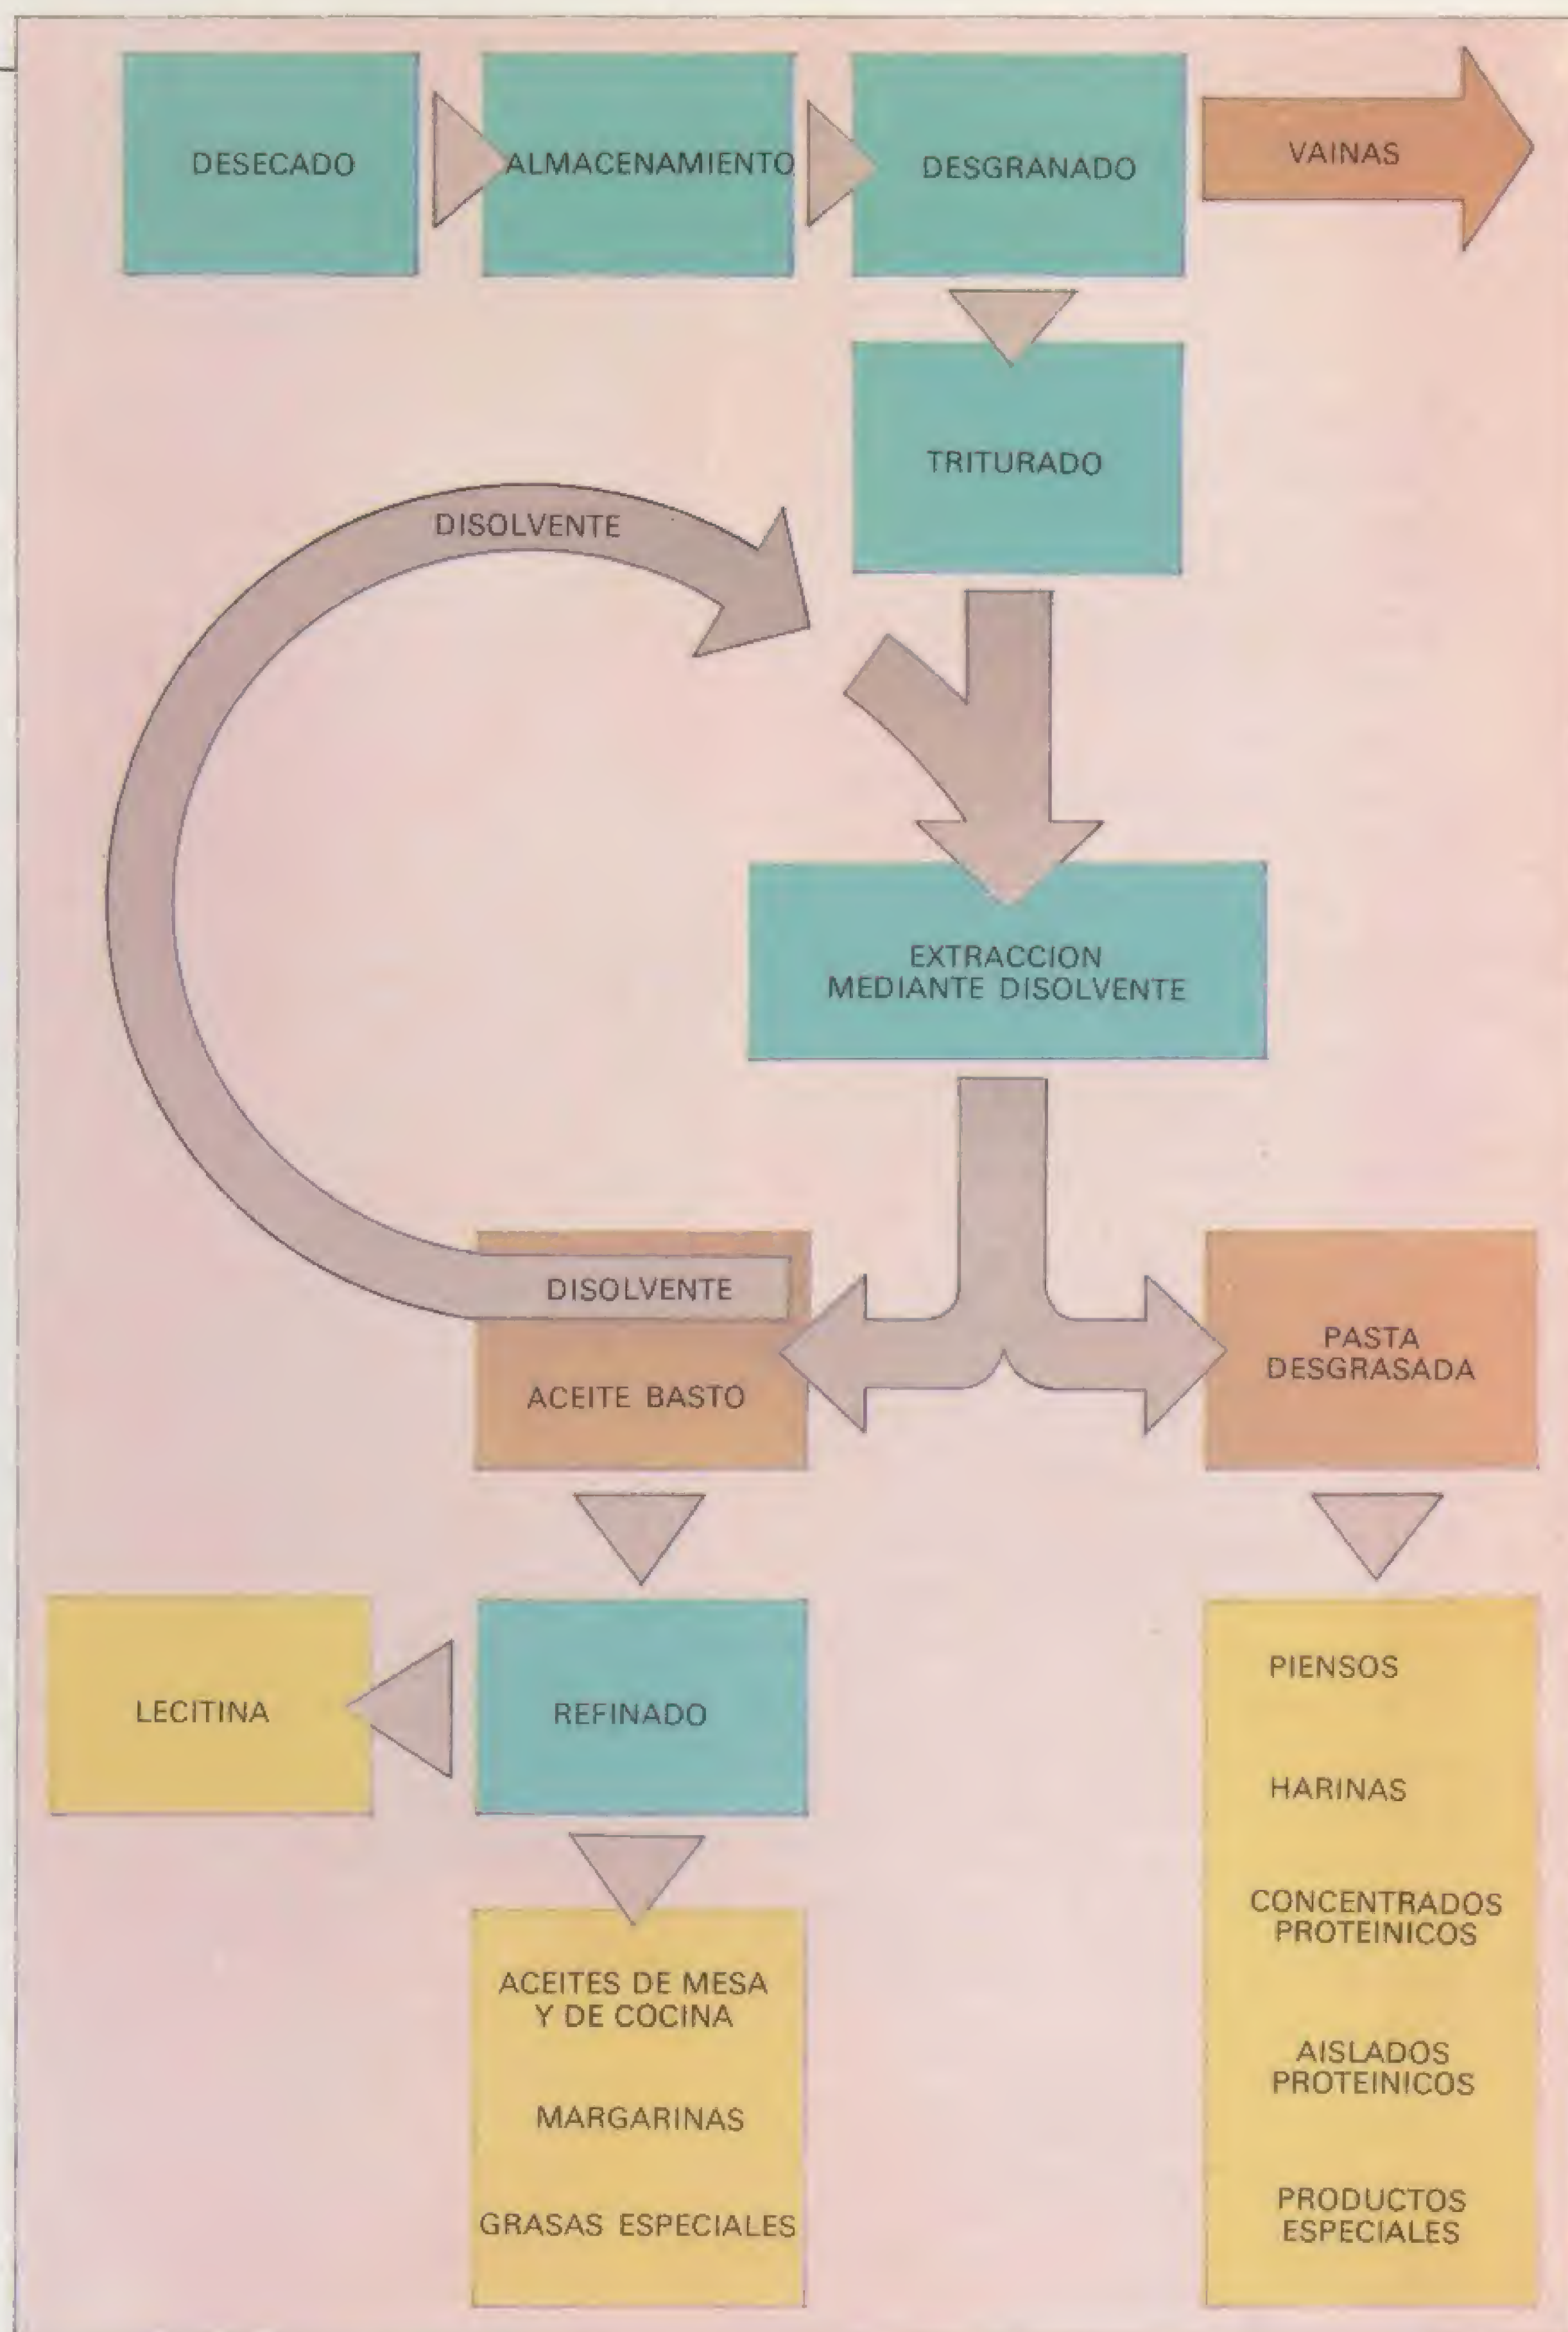 DESECADO
ALMACENAMIENTO
DESGRANADO
VAINAS
TRITURADO
DISOLVENTE
EXTRACCION
MEDIANTE DISOLVENTE
DISOLVENTE
ACEITE BASTO
PASTA
DESGRASADA
LECITINA
REFINADO
ACEITES DE MESA
Y DE COCINA
MARGARINAS
GRASAS ESPECIALES
PIENSOS
HARINAS
CONCENTRADOS
PROTEINICOS
AISLADOS
PROTEINICOS
PRODUCTOS
ESPECIALES